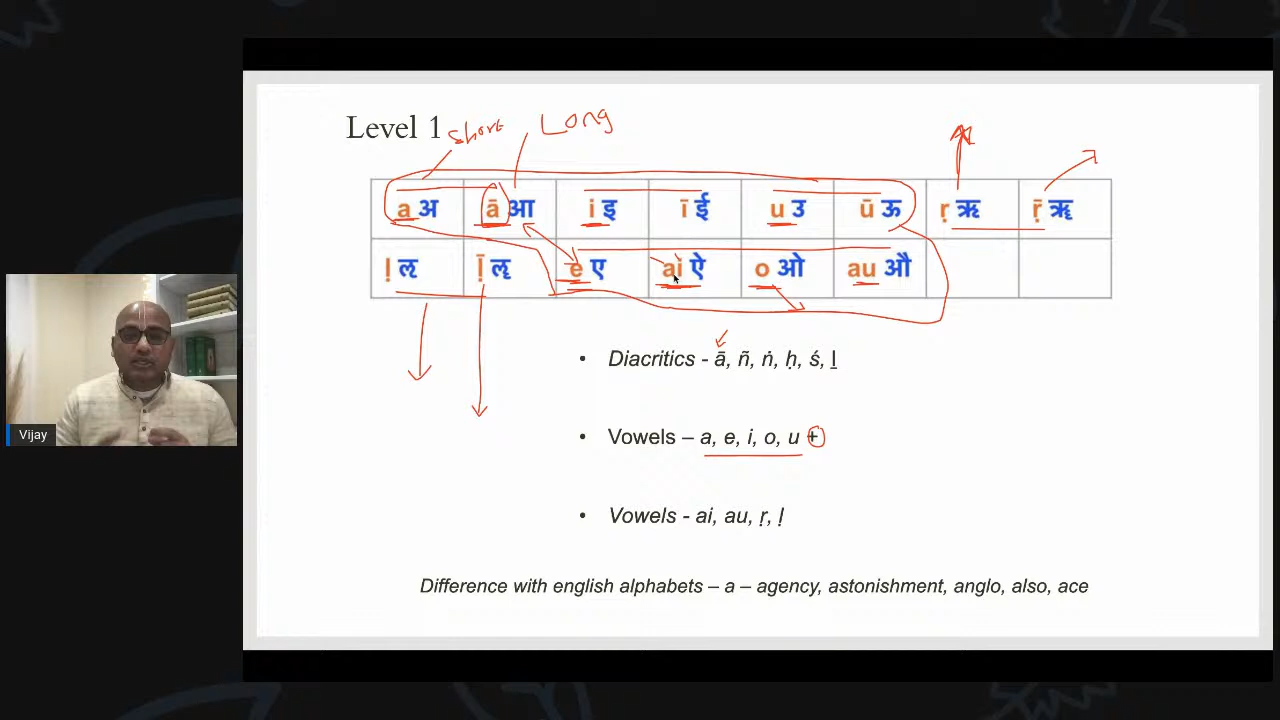 Level 1 short Long
a अ ā आ i इ ī ई u उ ū ऊ ṛ ऋ ṝ ॠ
ḷ ऌ ḹ ॡ e ए ai ऐ o ओ au औ
• Diacritics - ā, ñ, ṅ, ḥ, ś, ḻ
Vijay
• Vowels – a, e, i, o, u +
• Vowels - ai, au, ṛ, ḷ
Difference with english alphabets – a – agency, astonishment, anglo, also, ace